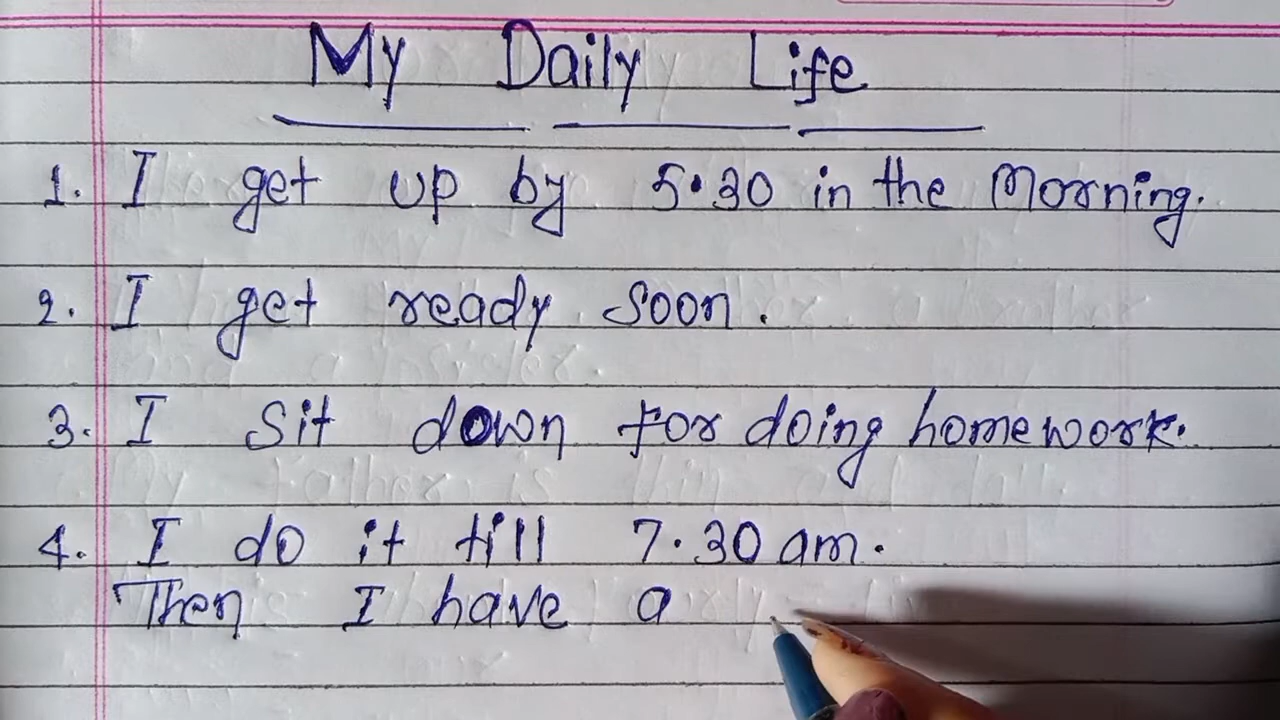 My Daily Life
1. I get up by 5.30 in the Morning.
2. I get ready soon.
3. I Sit down for doing homework.
4. I do it till 7.30 am.
Then I have a